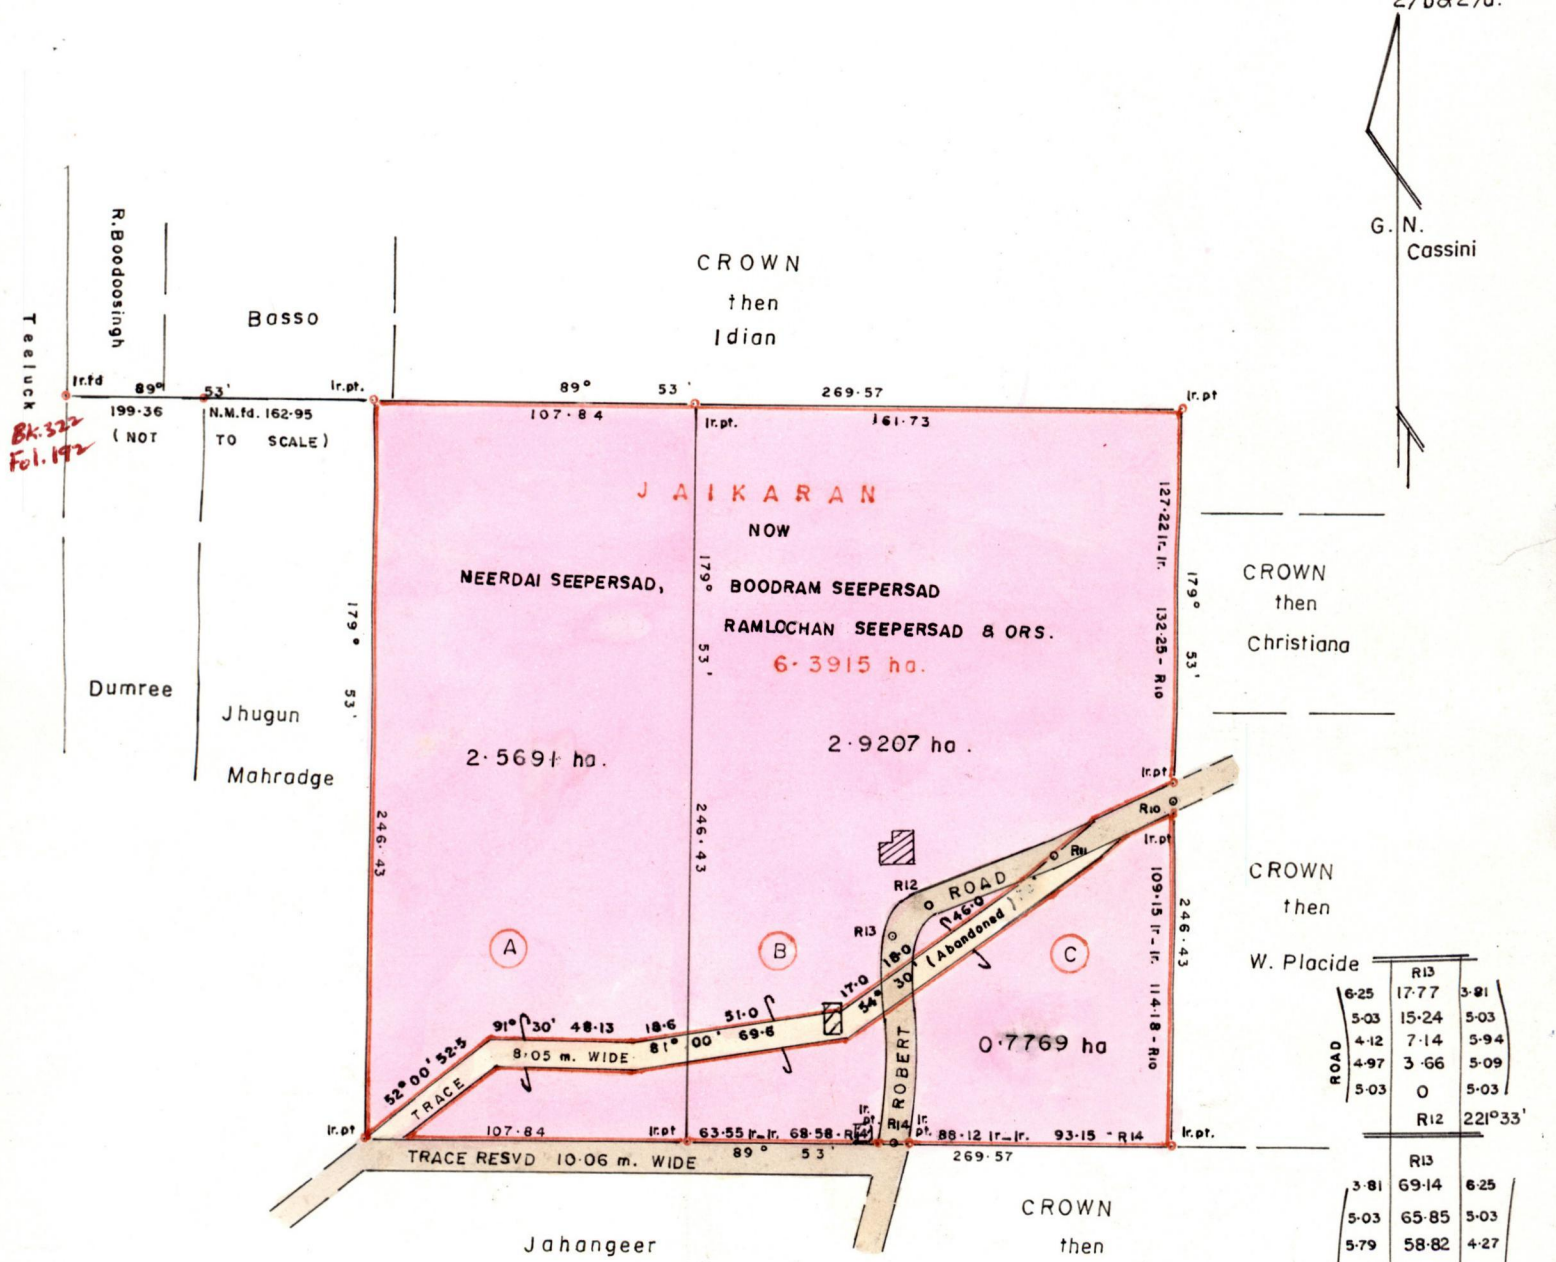 G. N.
Cassini
CROWN
then
Idian
R. Boodoosingh
Basso
Teeluck
Ir.fd 89° 53' Ir.pt.
199·36 N.M.fd. 162·95
(NOT TO SCALE)
Bk. 322
Fol. 192
89° 53' 269·57
107·84 Ir.pt. 161·73 Ir.pt
JAIKARAN
NOW
NEERDAI SEEPERSAD, BOODRAM SEEPERSAD
RAMLOCHAN SEEPERSAD & ORS.
6·3915 ha.
2·5691 ha. 2·9207 ha.
179° 53'
246·43
179° 53'
246·43
127·22 Ir.-Ir. 132·25 - R10
179° 53'
246·43
109·15 Ir-Ir. 114·18 - R10
Dumree
Jhugun
Mahradge
CROWN
then
Christiana
CROWN
then
W. Placide
Ir.pt
R10
Ir.pt
R11
R12
R13
ROAD
46·0
(Abandoned)
A B C
17·0 18·0
54° 30'
91° 30' 48·13 18·6 51·0
81° 00' 69·6
8·05 m. WIDE
52° 00' 52·5
TRACE
ROBERT
0·7769 ha
Ir.pt 107·84 Ir.pt 63·55 Ir-Ir. 68·58 - R14 Ir. pt. R14 Ir. pt. 88·12 Ir-Ir. 93·15 - R14 Ir.pt.
TRACE RESVD 10·06 m. WIDE 89° 53' 269·57
Jahangeer
CROWN
then
ROAD
R13
6·25 17·77 3·81
5·03 15·24 5·03
4·12 7·14 5·94
4·97 3·66 5·09
5·03 0 5·03
R12 221°33'
R13
3·81 69·14 6·25
5·03 65·85 5·03
5·79 58·82 4·27